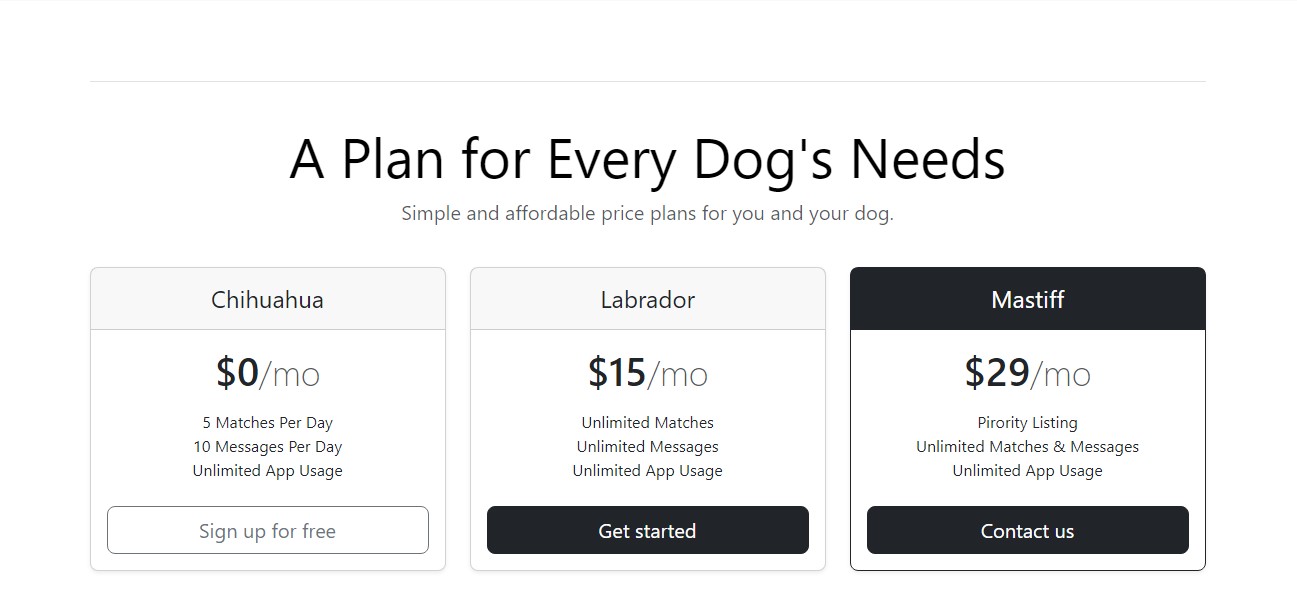 A Plan for Every Dog's Needs
Simple and affordable price plans for you and your dog.
Chihuahua
$0/mo
5 Matches Per Day
10 Messages Per Day
Unlimited App Usage
Sign up for free
Labrador
$15/mo
Unlimited Matches
Unlimited Messages
Unlimited App Usage
Get started
Mastiff
$29/mo
Pirority Listing
Unlimited Matches & Messages
Unlimited App Usage
Contact us